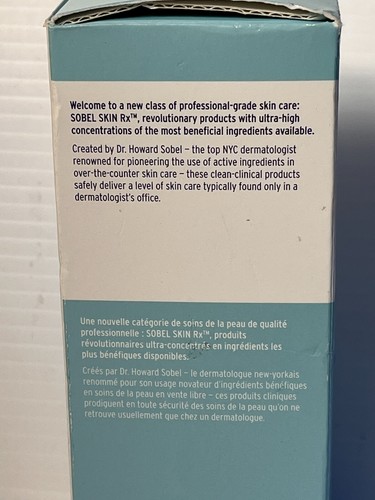 Welcome to a new class of professional-grade skin care:
SOBEL SKIN Rx™, revolutionary products with ultra-high
concentrations of the most beneficial ingredients available.
Created by Dr. Howard Sobel – the top NYC dermatologist
renowned for pioneering the use of active ingredients in
over-the-counter skin care – these clean-clinical products
safely deliver a level of skin care typically found only in a
dermatologist's office.
Une nouvelle catégorie de soins de la peau de qualité
professionnelle : SOBEL SKIN Rx™, produits
révolutionnaires ultra-concentrés en ingrédients les
plus bénéfiques disponibles.
Créés par Dr. Howard Sobel – le dermatologue new-yorkais
renommé pour son usage novateur d'ingrédients bénéfiques
en soins de la peau en vente libre – ces produits cliniques
prodiguent en toute sécurité des soins de la peau qu'on ne
retrouve usuellement que chez un dermatologue.